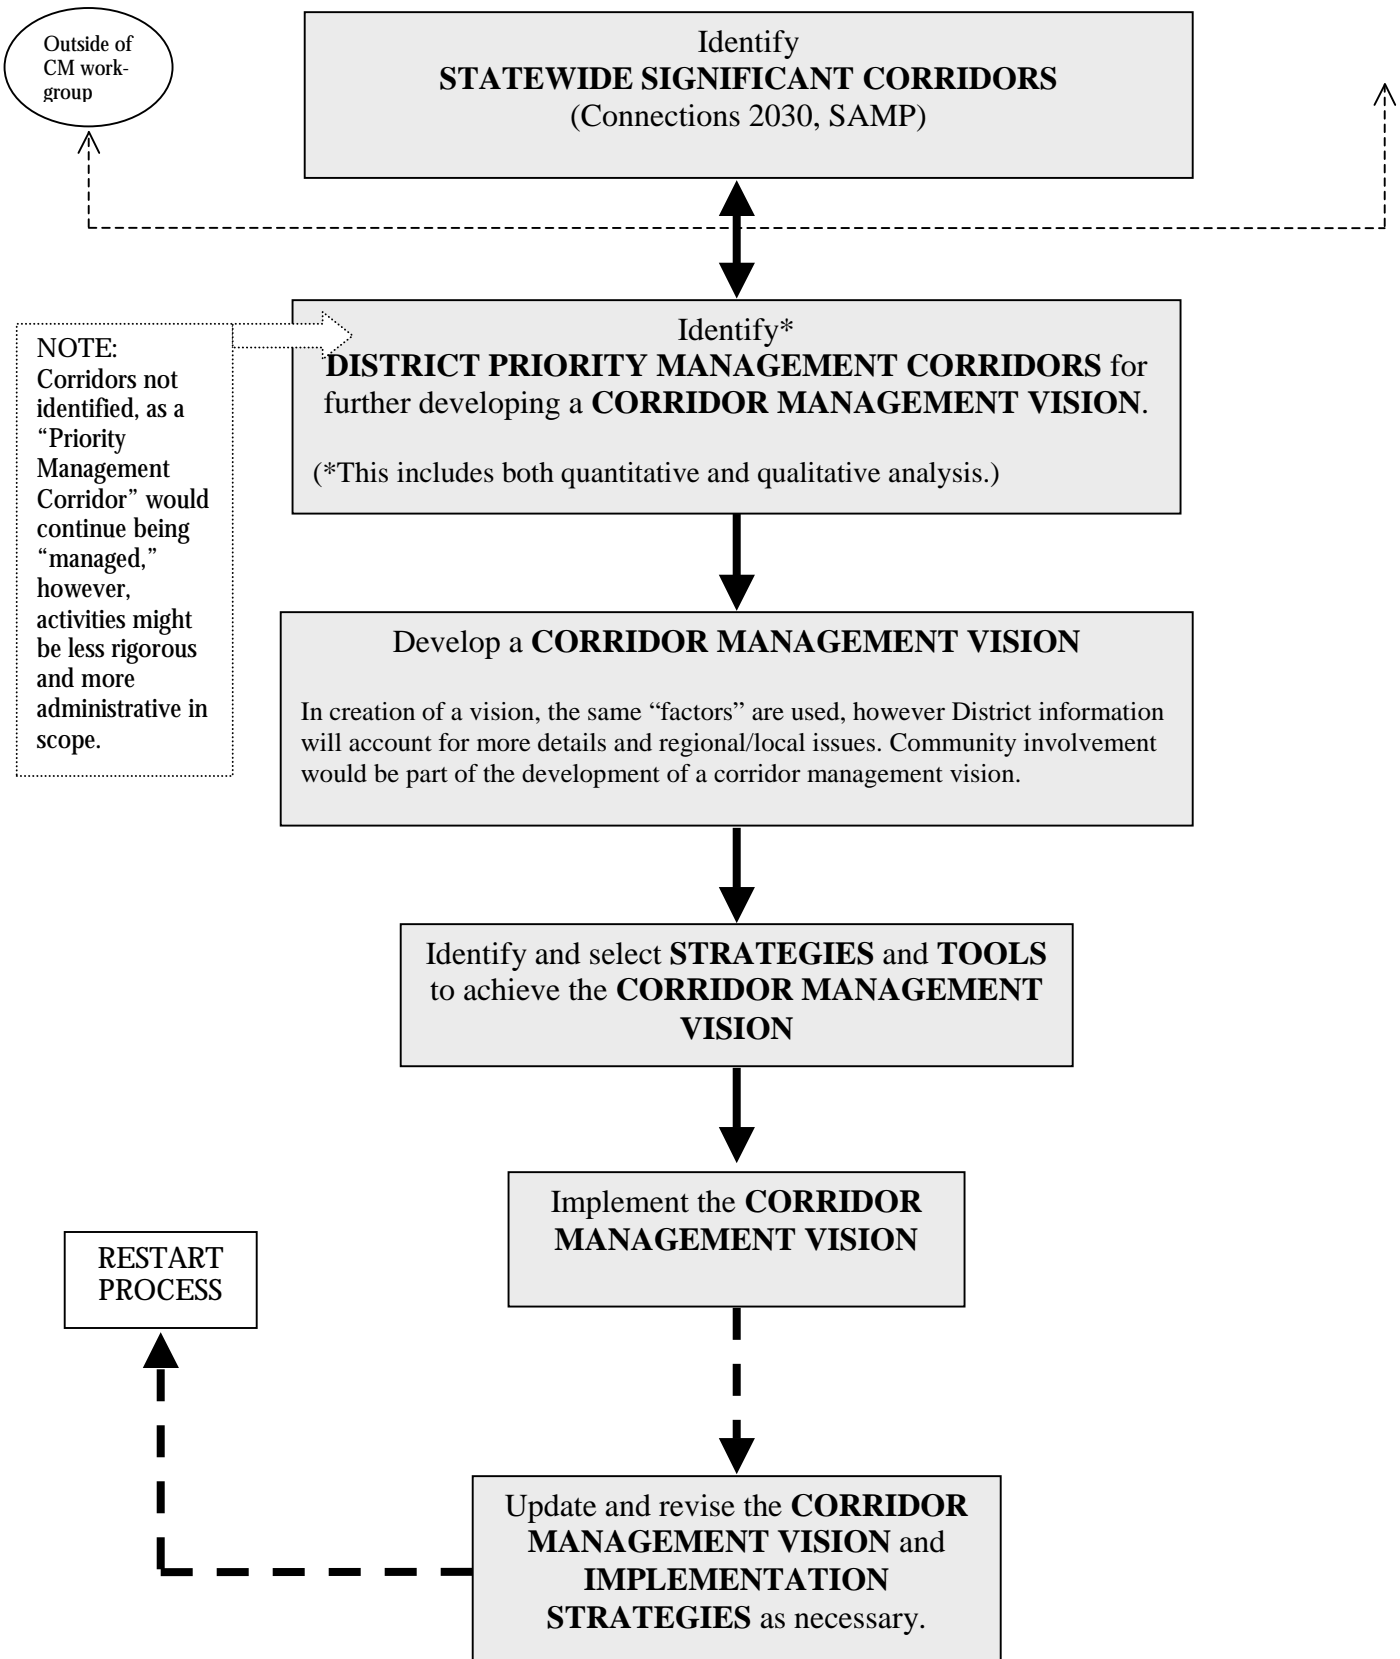 Outside of
CM work-
group
Identify
STATEWIDE SIGNIFICANT CORRIDORS
(Connections 2030, SAMP)
NOTE:
Corridors not
identified, as a
“Priority
Management
Corridor” would
continue being
“managed,”
however,
activities might
be less rigorous
and more
administrative in
scope.
Identify*
DISTRICT PRIORITY MANAGEMENT CORRIDORS for
further developing a CORRIDOR MANAGEMENT VISION.
(*This includes both quantitative and qualitative analysis.)
Develop a CORRIDOR MANAGEMENT VISION
In creation of a vision, the same “factors” are used, however District information
will account for more details and regional/local issues. Community involvement
would be part of the development of a corridor management vision.
Identify and select STRATEGIES and TOOLS
to achieve the CORRIDOR MANAGEMENT
VISION
Implement the CORRIDOR
MANAGEMENT VISION
RESTART
PROCESS
Update and revise the CORRIDOR
MANAGEMENT VISION and
IMPLEMENTATION
STRATEGIES as necessary.